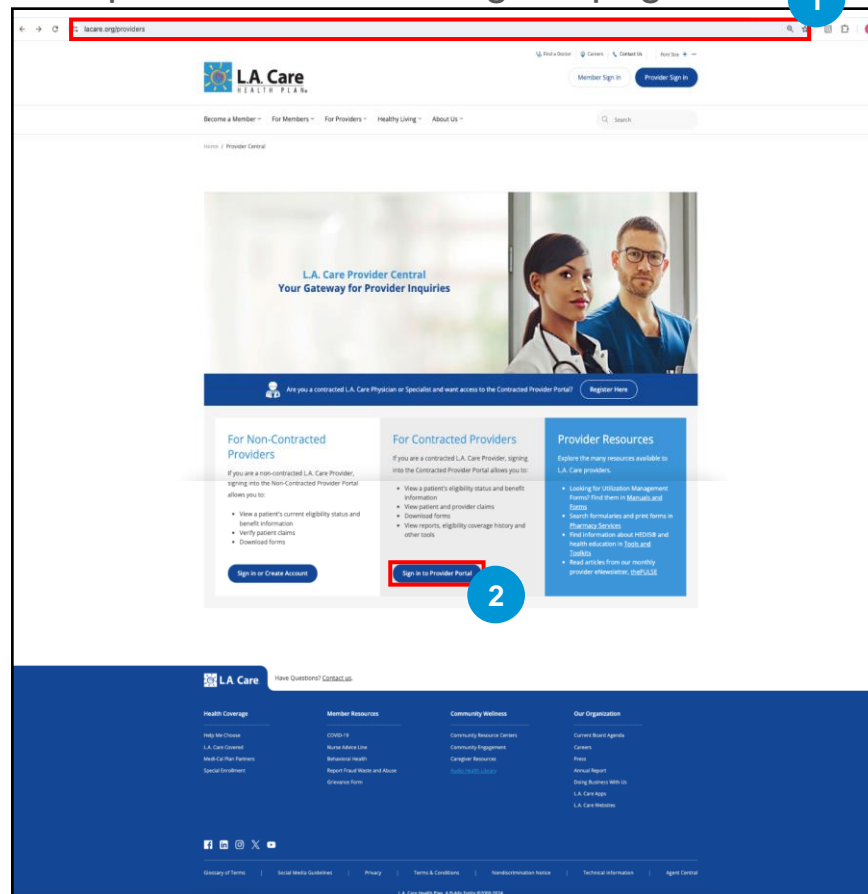 1
lacare.org/providers
Find a Doctor Careers Contact Us Font Size + −
L.A. Care
HEALTH PLAN®
Member Sign In Provider Sign In
Become a Member For Members For Providers Healthy Living About Us Search
Home / Provider Central
L.A. Care Provider Central
Your Gateway for Provider Inquiries
Are you a contracted L.A. Care Physician or Specialist and want access to the Contracted Provider Portal? Register Here
For Non-Contracted
Providers
If you are a non-contracted L.A. Care Provider,
signing into the Non-Contracted Provider Portal
allows you to:
• View a patient's current eligibility status and
benefit information
• Verify patient claims
• Download forms
Sign in or Create Account
For Contracted Providers
If you are a contracted L.A. Care Provider, signing
into the Contracted Provider Portal allows you to:
• View a patient's eligibility status and benefit
information
• View patient and provider claims
• Download forms
• View reports, eligibility coverage history and
other tools
Sign in to Provider Portal
2
Provider Resources
Explore the many resources available to
L.A. Care providers.
• Looking for Utilization Management
Forms? Find them in Manuals and
Forms
• Search formularies and print forms in
Pharmacy Services
• Find information about HEDIS® and
health education in Tools and
Toolkits
• Read articles from our monthly
provider eNewsletter, thePULSE
L.A. Care Have Questions? Contact us.
Health Coverage
Help Me Choose
L.A. Care Covered
Medi-Cal Plan Partners
Special Enrollment
Member Resources
COVID-19
Nurse Advice Line
Behavioral Health
Report Fraud Waste and Abuse
Grievance Form
Community Wellness
Community Resource Centers
Community Engagement
Caregiver Resources
Audio Health Library
Our Organization
Current Board Agenda
Careers
Press
Annual Report
Doing Business With Us
L.A. Care Apps
L.A. Care Websites
Glossary of Terms | Social Media Guidelines | Privacy | Terms & Conditions | Nondiscrimination Notice | Technical Information | Agent Central
L.A. Care Health Plan, A Public Entity